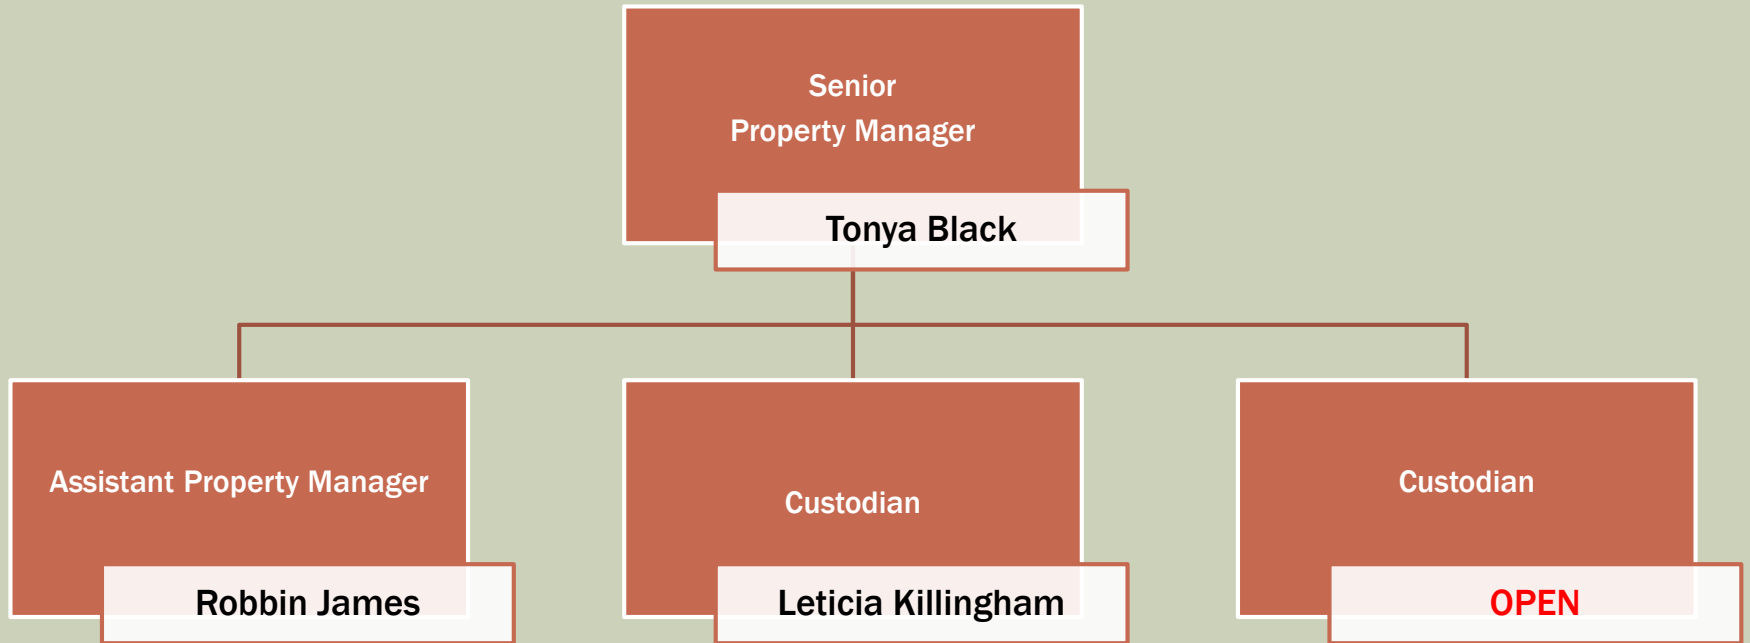 Senior
Property Manager
Tonya Black
Assistant Property Manager
Robbin James
Custodian
Leticia Killingham
Custodian
OPEN